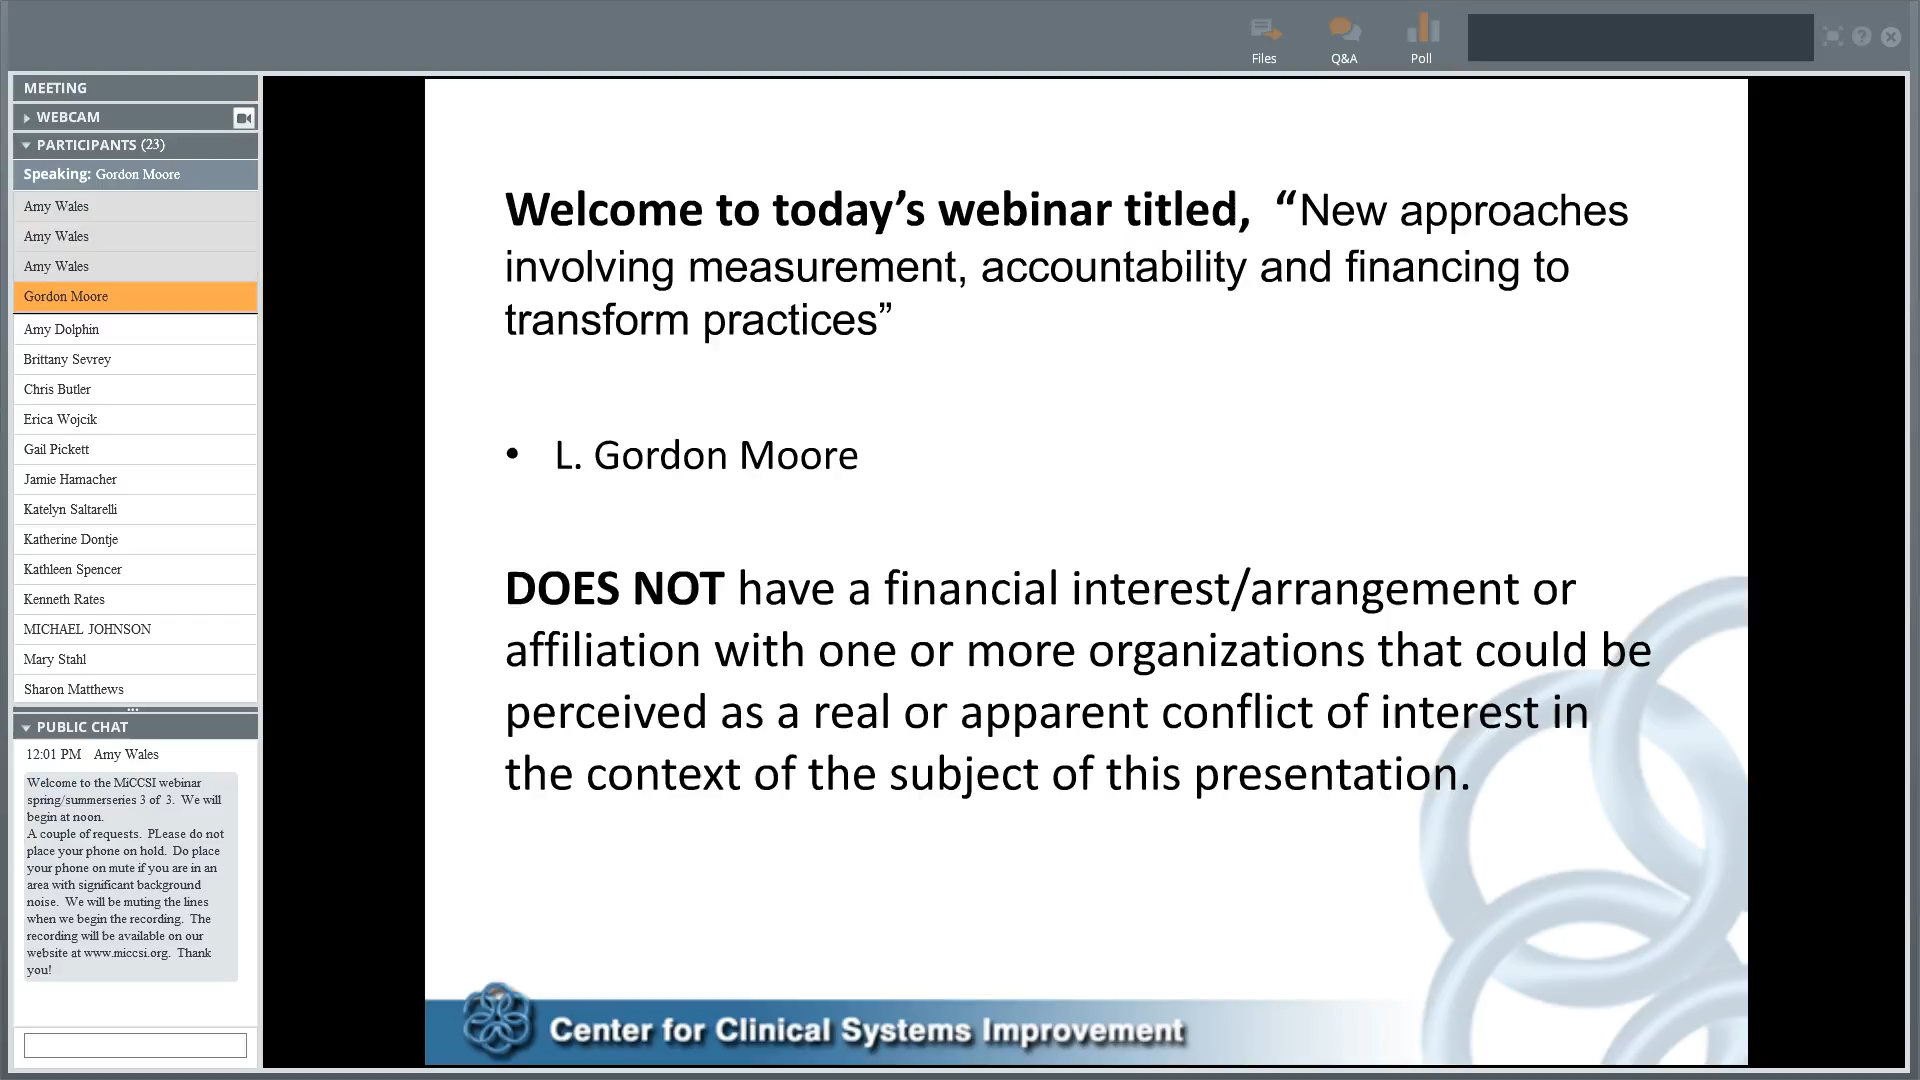 Files
Q&A
Poll
MEETING
WEBCAM
PARTICIPANTS (23)
Speaking: Gordon Moore
Amy Wales
Amy Wales
Amy Wales
Gordon Moore
Amy Dolphin
Brittany Sevrey
Chris Butler
Erica Wojcik
Gail Pickett
Jamie Hamacher
Katelyn Saltarelli
Katherine Dontje
Kathleen Spencer
Kenneth Rates
MICHAEL JOHNSON
Mary Stahl
Sharon Matthews
PUBLIC CHAT
12:01 PM Amy Wales
Welcome to the MiCCSI webinar
spring/summerseries 3 of 3. We will
begin at noon.
A couple of requests. PLease do not
place your phone on hold. Do place
your phone on mute if you are in an
area with significant background
noise. We will be muting the lines
when we begin the recording. The
recording will be available on our
website at www.miccsi.org. Thank
you!
Welcome to today’s webinar titled, “New approaches
involving measurement, accountability and financing to
transform practices”
• L. Gordon Moore
DOES NOT have a financial interest/arrangement or
affiliation with one or more organizations that could be
perceived as a real or apparent conflict of interest in
the context of the subject of this presentation.
Center for Clinical Systems Improvement